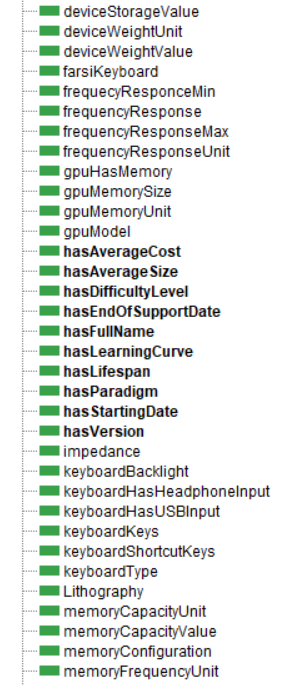 deviceStorageValue
deviceWeightUnit
deviceWeightValue
farsiKeyboard
frequecyResponceMin
frequencyResponse
frequencyResponseMax
frequencyResponseUnit
gpuHasMemory
gpuMemorySize
gpuMemoryUnit
gpuModel
hasAverageCost
hasAverageSize
hasDifficultyLevel
hasEndOfSupportDate
hasFullName
hasLearningCurve
hasLifespan
hasParadigm
hasStartingDate
hasVersion
impedance
keyboardBacklight
keyboardHasHeadphoneInput
keyboardHasUSBInput
keyboardKeys
keyboardShortcutKeys
keyboardType
Lithography
memoryCapacityUnit
memoryCapacityValue
memoryConfiguration
memoryFrequencyUnit